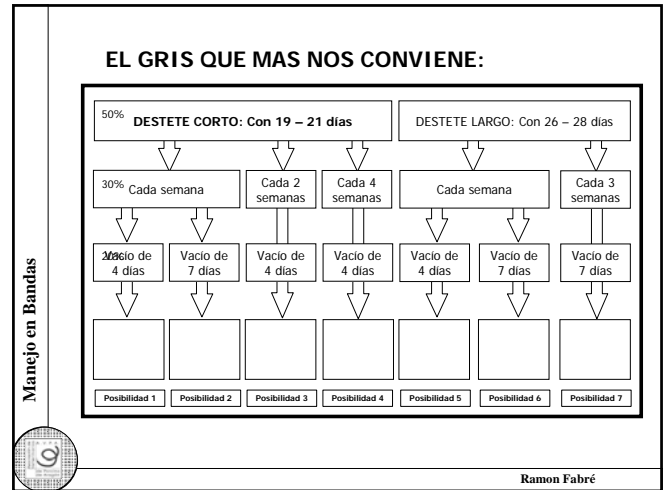 EL GRIS QUE MAS NOS CONVIENE:
50%
DESTETE CORTO: Con 19 – 21 días
DESTETE LARGO: Con 26 – 28 días
30%
Cada semana
Cada 2
semanas
Cada 4
semanas
Cada semana
Cada 3
semanas
20%
Vacío de
4 días
Vacío de
7 días
Vacío de
4 días
Vacío de
4 días
Vacío de
4 días
Vacío de
7 días
Vacío de
7 días
Posibilidad 1
Posibilidad 2
Posibilidad 3
Posibilidad 4
Posibilidad 5
Posibilidad 6
Posibilidad 7
Manejo en Bandas
Ramon Fabré